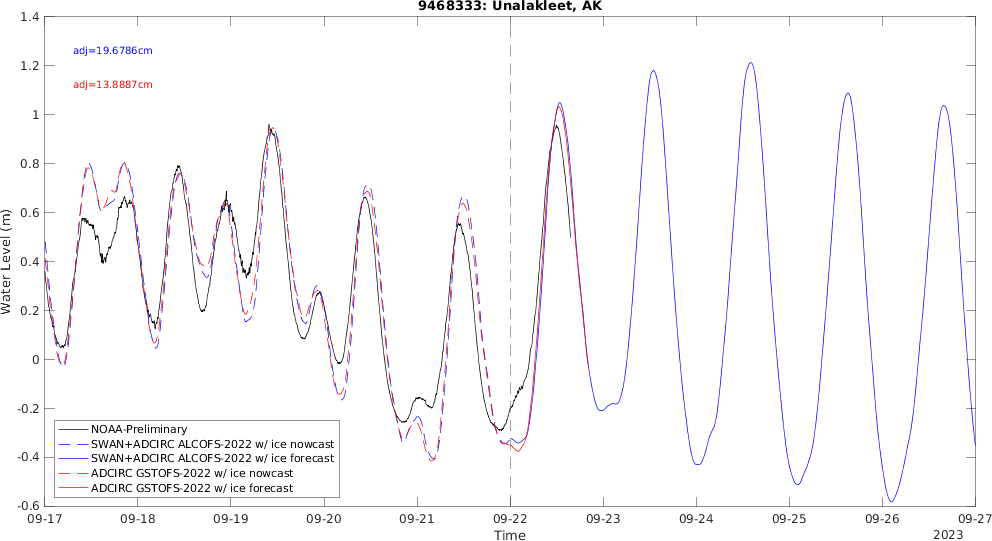 9468333: Unalakleet, AK
adj=19.6786cm
adj=13.8887cm
Water Level (m)
1.4
1.2
1
0.8
0.6
0.4
0.2
0
-0.2
-0.4
-0.6
NOAA-Preliminary
SWAN+ADCIRC ALCOFS-2022 w/ ice nowcast
SWAN+ADCIRC ALCOFS-2022 w/ ice forecast
ADCIRC GSTOFS-2022 w/ ice nowcast
ADCIRC GSTOFS-2022 w/ ice forecast
09-17 09-18 09-19 09-20 09-21 09-22 09-23 09-24 09-25 09-26 09-27
Time
2023